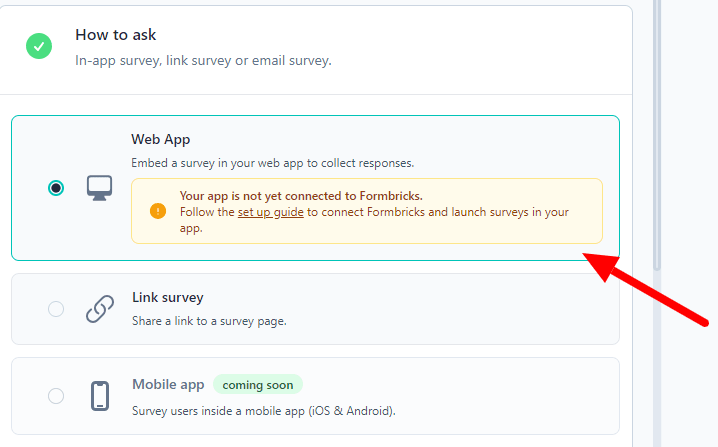 How to ask
In-app survey, link survey or email survey.
Web App
Embed a survey in your web app to collect responses.
Your app is not yet connected to Formbricks.
Follow the set up guide to connect Formbricks and launch surveys in your
app.
Link survey
Share a link to a survey page.
Mobile app coming soon
Survey users inside a mobile app (iOS & Android).